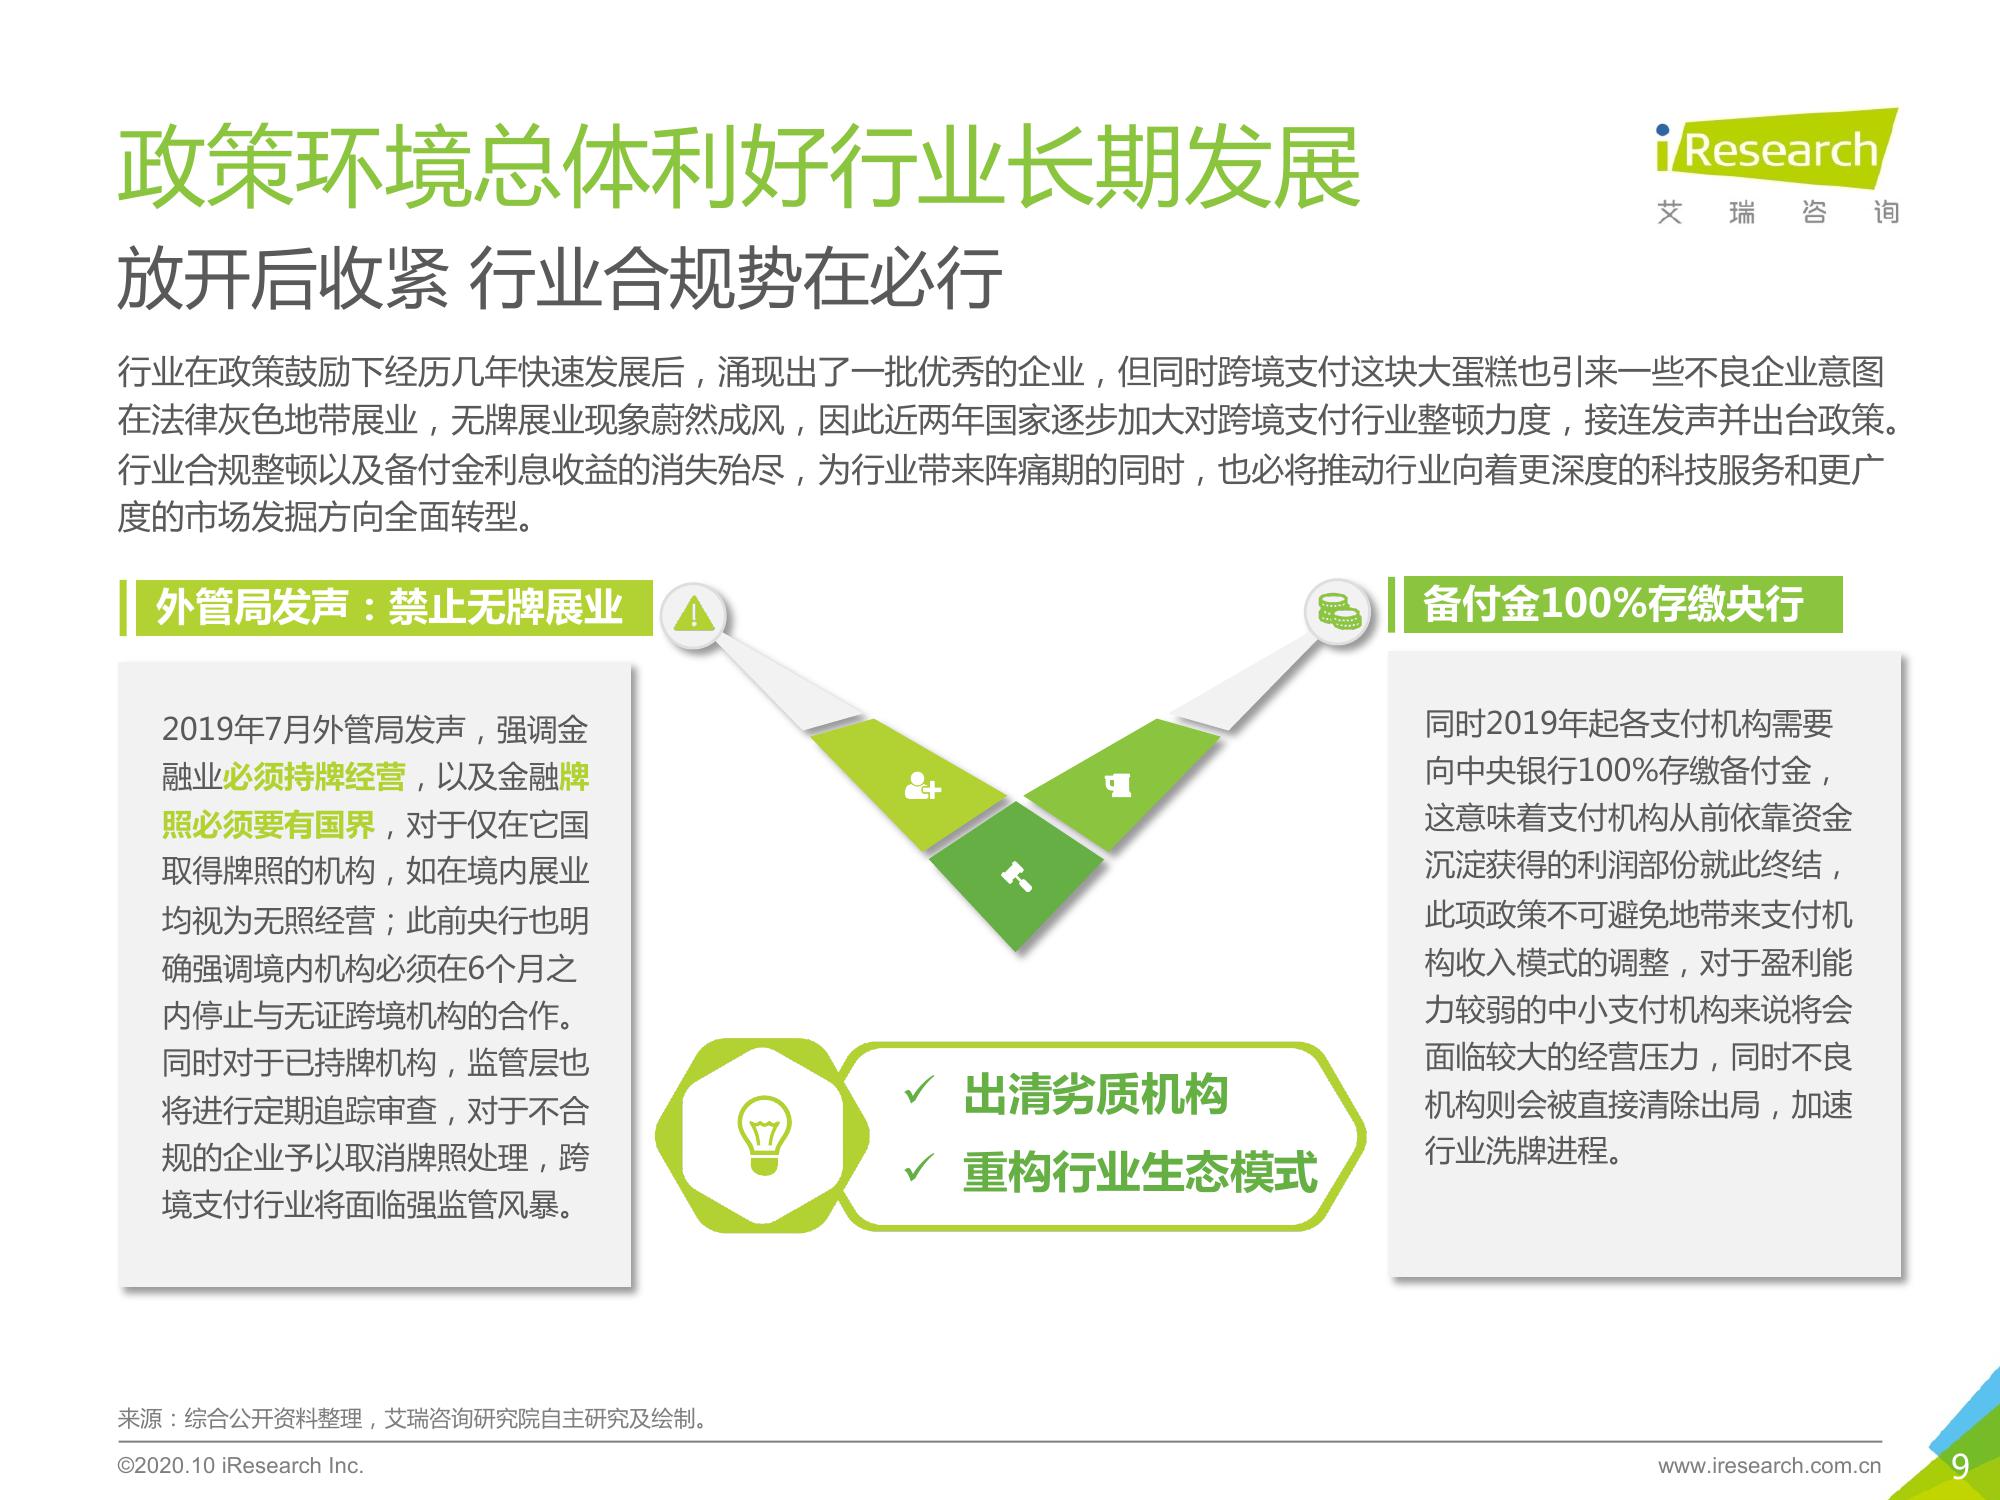 政策环境总体利好行业长期发展
iResearch
艾瑞咨询
放开后收紧 行业合规势在必行
行业在政策鼓励下经历几年快速发展后，涌现出了一批优秀的企业，但同时跨境支付这块大蛋糕也引来一些不良企业意图
在法律灰色地带展业，无牌展业现象蔚然成风，因此近两年国家逐步加大对跨境支付行业整顿力度，接连发声并出台政策。
行业合规整顿以及备付金利息收益的消失殆尽，为行业带来阵痛期的同时，也必将推动行业向着更深度的科技服务和更广
度的市场发掘方向全面转型。
外管局发声：禁止无牌展业
2019年7月外管局发声，强调金
融业必须持牌经营，以及金融牌
照必须要有国界，对于仅在它国
取得牌照的机构，如在境内展业
均视为无照经营；此前央行也明
确强调境内机构必须在6个月之
内停止与无证跨境机构的合作。
同时对于已持牌机构，监管层也
将进行定期追踪审查，对于不合
规的企业予以取消牌照处理，跨
境支付行业将面临强监管风暴。
✓ 出清劣质机构
✓ 重构行业生态模式
备付金100%存缴央行
同时2019年起各支付机构需要
向中央银行100%存缴备付金，
这意味着支付机构从前依靠资金
沉淀获得的利润部份就此终结，
此项政策不可避免地带来支付机
构收入模式的调整，对于盈利能
力较弱的中小支付机构来说将会
面临较大的经营压力，同时不良
机构则会被直接清除出局，加速
行业洗牌进程。
来源：综合公开资料整理，艾瑞咨询研究院自主研究及绘制。
©2020.10 iResearch Inc.
www.iresearch.com.cn
9